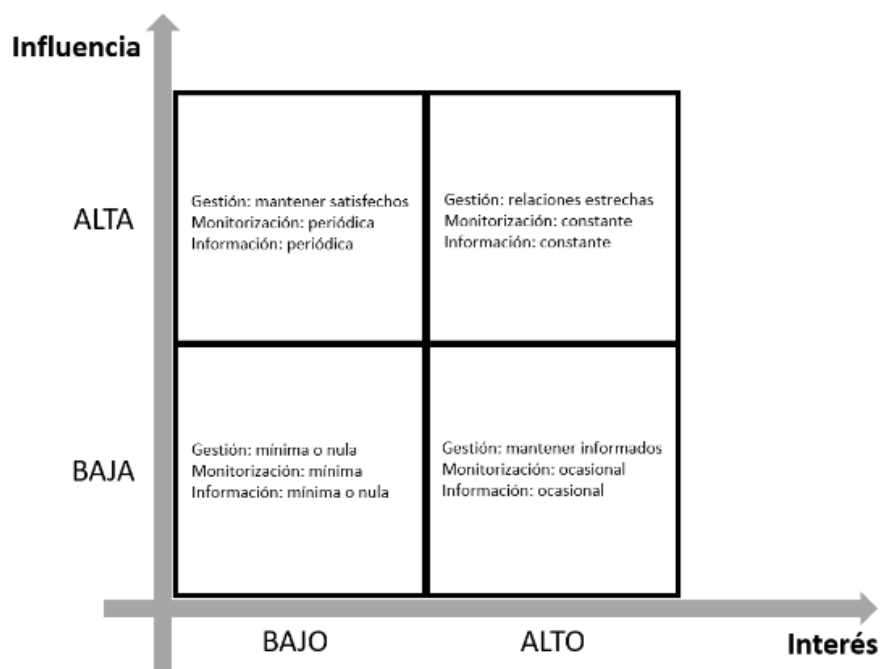 Influencia
ALTA
Gestión: mantener satisfechos
Monitorización: periódica
Información: periódica
Gestión: relaciones estrechas
Monitorización: constante
Información: constante
BAJA
Gestión: mínima o nula
Monitorización: mínima
Información: mínima o nula
Gestión: mantener informados
Monitorización: ocasional
Información: ocasional
BAJO
ALTO
Interés